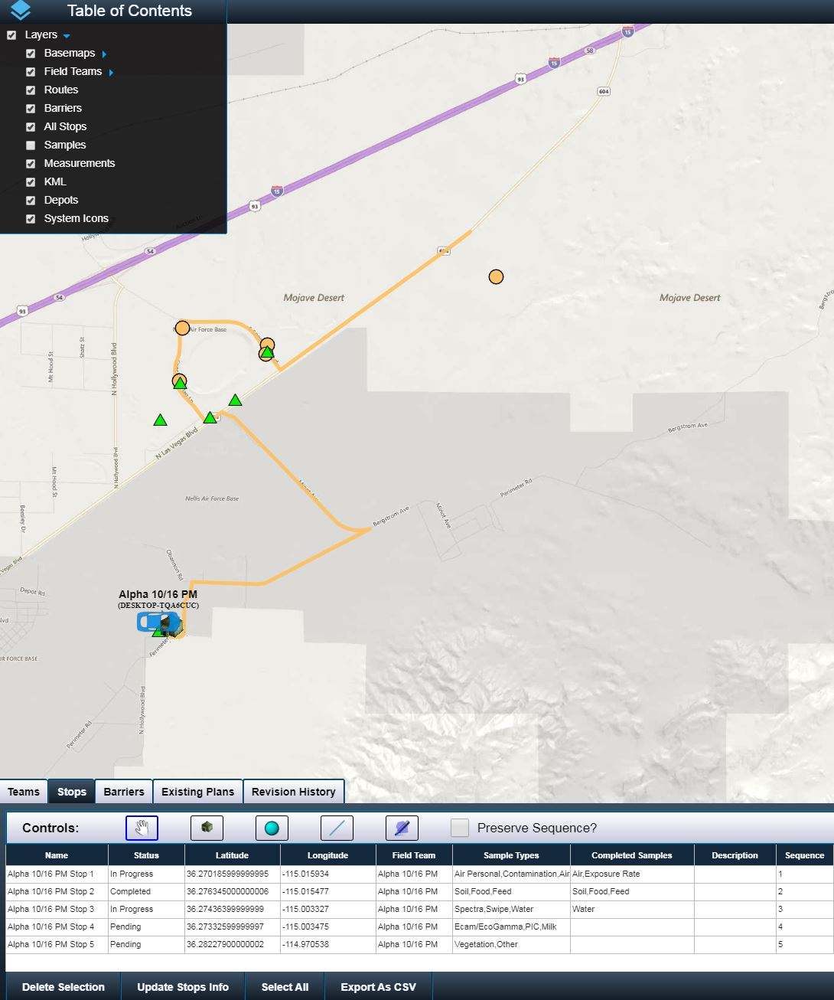 Table of Contents
Layers
Basemaps
Field Teams
Routes
Barriers
All Stops
Samples
Measurements
KML
Depots
System Icons
15
58
15
93
604
15
93
54
54
93
Mojave Desert
Mojave Desert
Air Force Base
Mt Hood St
Shatz St
N Hollywood Blvd
N Las Vegas Blvd
Bergstrom Ave
N Hollywood Blvd
Mt Hood St
Perimeter Rd
Nellis Air Force Base
Minot Ave
Bergstrom Ave
Beesley Dr
Vegas Blvd
Obannon Rd
Depot Rd
Alpha 10/16 PM
(DESKTOP-TQA6CUC)
lvd
Perimeter
IR FORCE BASE
N Hollywood Blvd
Perimeter Rd
Teams Stops Barriers Existing Plans Revision History
Controls: Preserve Sequence?
Name Status Latitude Longitude Field Team Sample Types Completed Samples Description Sequence
Alpha 10/16 PM Stop 1 In Progress 36.270185999999995 -115.015934 Alpha 10/16 PM Air Personal,Contamination,Air Air,Exposure Rate 1
Alpha 10/16 PM Stop 2 Completed 36.276345000000006 -115.015477 Alpha 10/16 PM Soil,Food,Feed Soil,Food,Feed 2
Alpha 10/16 PM Stop 3 In Progress 36.27436399999999 -115.003327 Alpha 10/16 PM Spectra,Swipe,Water Water 3
Alpha 10/16 PM Stop 4 Pending 36.27332599999997 -115.003475 Alpha 10/16 PM Ecam/EcoGamma,PIC,Milk 4
Alpha 10/16 PM Stop 5 Pending 36.28227900000002 -114.970538 Alpha 10/16 PM Vegetation,Other 5
Delete Selection Update Stops Info Select All Export As CSV